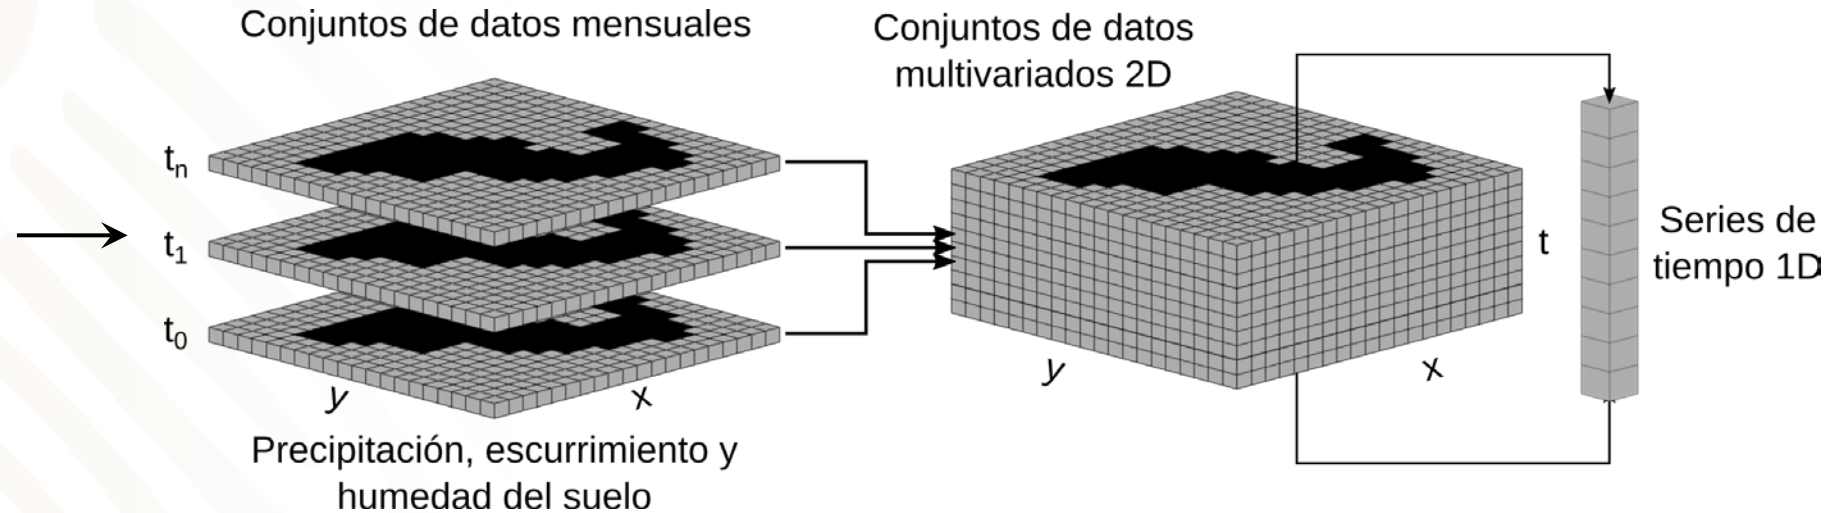 Conjuntos de datos mensuales
tn
t1
t0
y
x
Precipitación, escurrimiento y
humedad del suelo
Conjuntos de datos
multivariados 2D
y
x
t
Series de
tiempo 1D